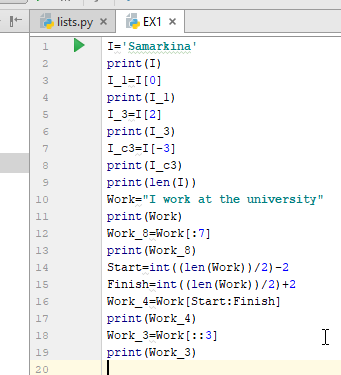 lists.py × EX1 ×
1 I='Samarkina'
2 print(I)
3 I_1=I[0]
4 print(I_1)
5 I_3=I[2]
6 print(I_3)
7 I_c3=I[-3]
8 print(I_c3)
9 print(len(I))
10 Work="I work at the university"
11 print(Work)
12 Work_8=Work[:7]
13 print(Work_8)
14 Start=int((len(Work))/2)-2
15 Finish=int((len(Work))/2)+2
16 Work_4=Work[Start:Finish]
17 print(Work_4)
18 Work_3=Work[::3]
19 print(Work_3)
20